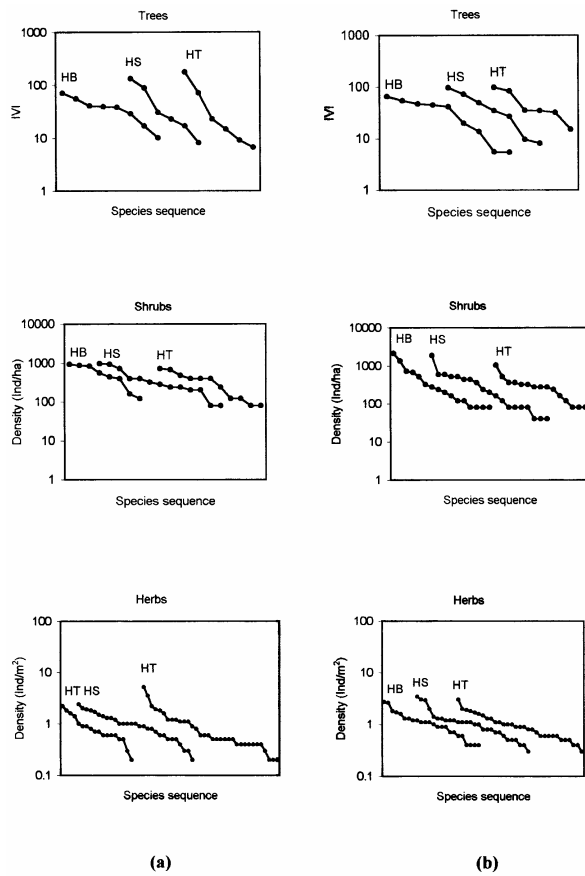 Trees
1000
100
10
1
IVI
HB
HS
HT
Species sequence
Trees
1000
100
10
1
IVI
HB
HS
HT
Species sequence
Shrubs
10000
1000
100
10
1
Density (Ind/ha)
HB
HS
HT
Species sequence
Shrubs
10000
1000
100
10
1
Density (Ind/ha)
HB
HS
HT
Species sequence
Herbs
100
10
1
0.1
Density (Ind/m²)
HT HS
HT
Species sequence
Herbs
100
10
1
0.1
Density (Ind/m²)
HB
HS
HT
Species sequence
(a)
(b)